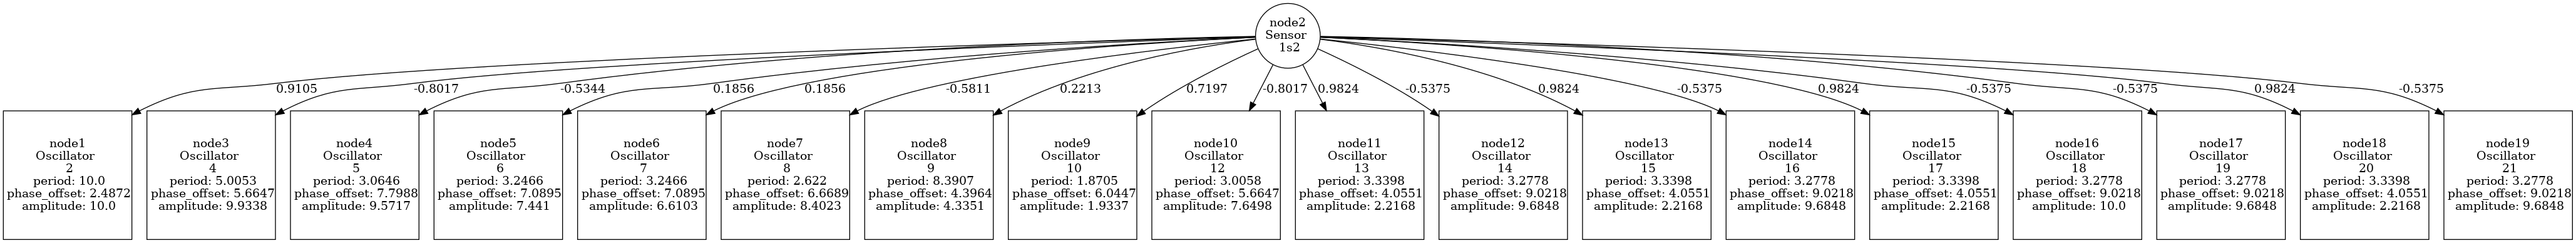 node2
Sensor
1s2
0.9105
-0.8017
-0.5344
0.1856
0.1856
-0.5811
0.2213
0.7197
-0.8017
0.9824
-0.5375
0.9824
-0.5375
0.9824
-0.5375
-0.5375
0.9824
-0.5375
node1
Oscillator
2
period: 10.0
phase_offset: 2.4872
amplitude: 10.0
node3
Oscillator
4
period: 5.0053
phase_offset: 5.6647
amplitude: 9.9338
node4
Oscillator
5
period: 3.0646
phase_offset: 7.7988
amplitude: 9.5717
node5
Oscillator
6
period: 3.2466
phase_offset: 7.0895
amplitude: 7.441
node6
Oscillator
7
period: 3.2466
phase_offset: 7.0895
amplitude: 6.6103
node7
Oscillator
8
period: 2.622
phase_offset: 6.6689
amplitude: 8.4023
node8
Oscillator
9
period: 8.3907
phase_offset: 4.3964
amplitude: 4.3351
node9
Oscillator
10
period: 1.8705
phase_offset: 6.0447
amplitude: 1.9337
node10
Oscillator
12
period: 3.0058
phase_offset: 5.6647
amplitude: 7.6498
node11
Oscillator
13
period: 3.3398
phase_offset: 4.0551
amplitude: 2.2168
node12
Oscillator
14
period: 3.2778
phase_offset: 9.0218
amplitude: 9.6848
node13
Oscillator
15
period: 3.3398
phase_offset: 4.0551
amplitude: 2.2168
node14
Oscillator
16
period: 3.2778
phase_offset: 9.0218
amplitude: 9.6848
node15
Oscillator
17
period: 3.3398
phase_offset: 4.0551
amplitude: 2.2168
node16
Oscillator
18
period: 3.2778
phase_offset: 9.0218
amplitude: 10.0
node17
Oscillator
19
period: 3.2778
phase_offset: 9.0218
amplitude: 9.6848
node18
Oscillator
20
period: 3.3398
phase_offset: 4.0551
amplitude: 2.2168
node19
Oscillator
21
period: 3.2778
phase_offset: 9.0218
amplitude: 9.6848